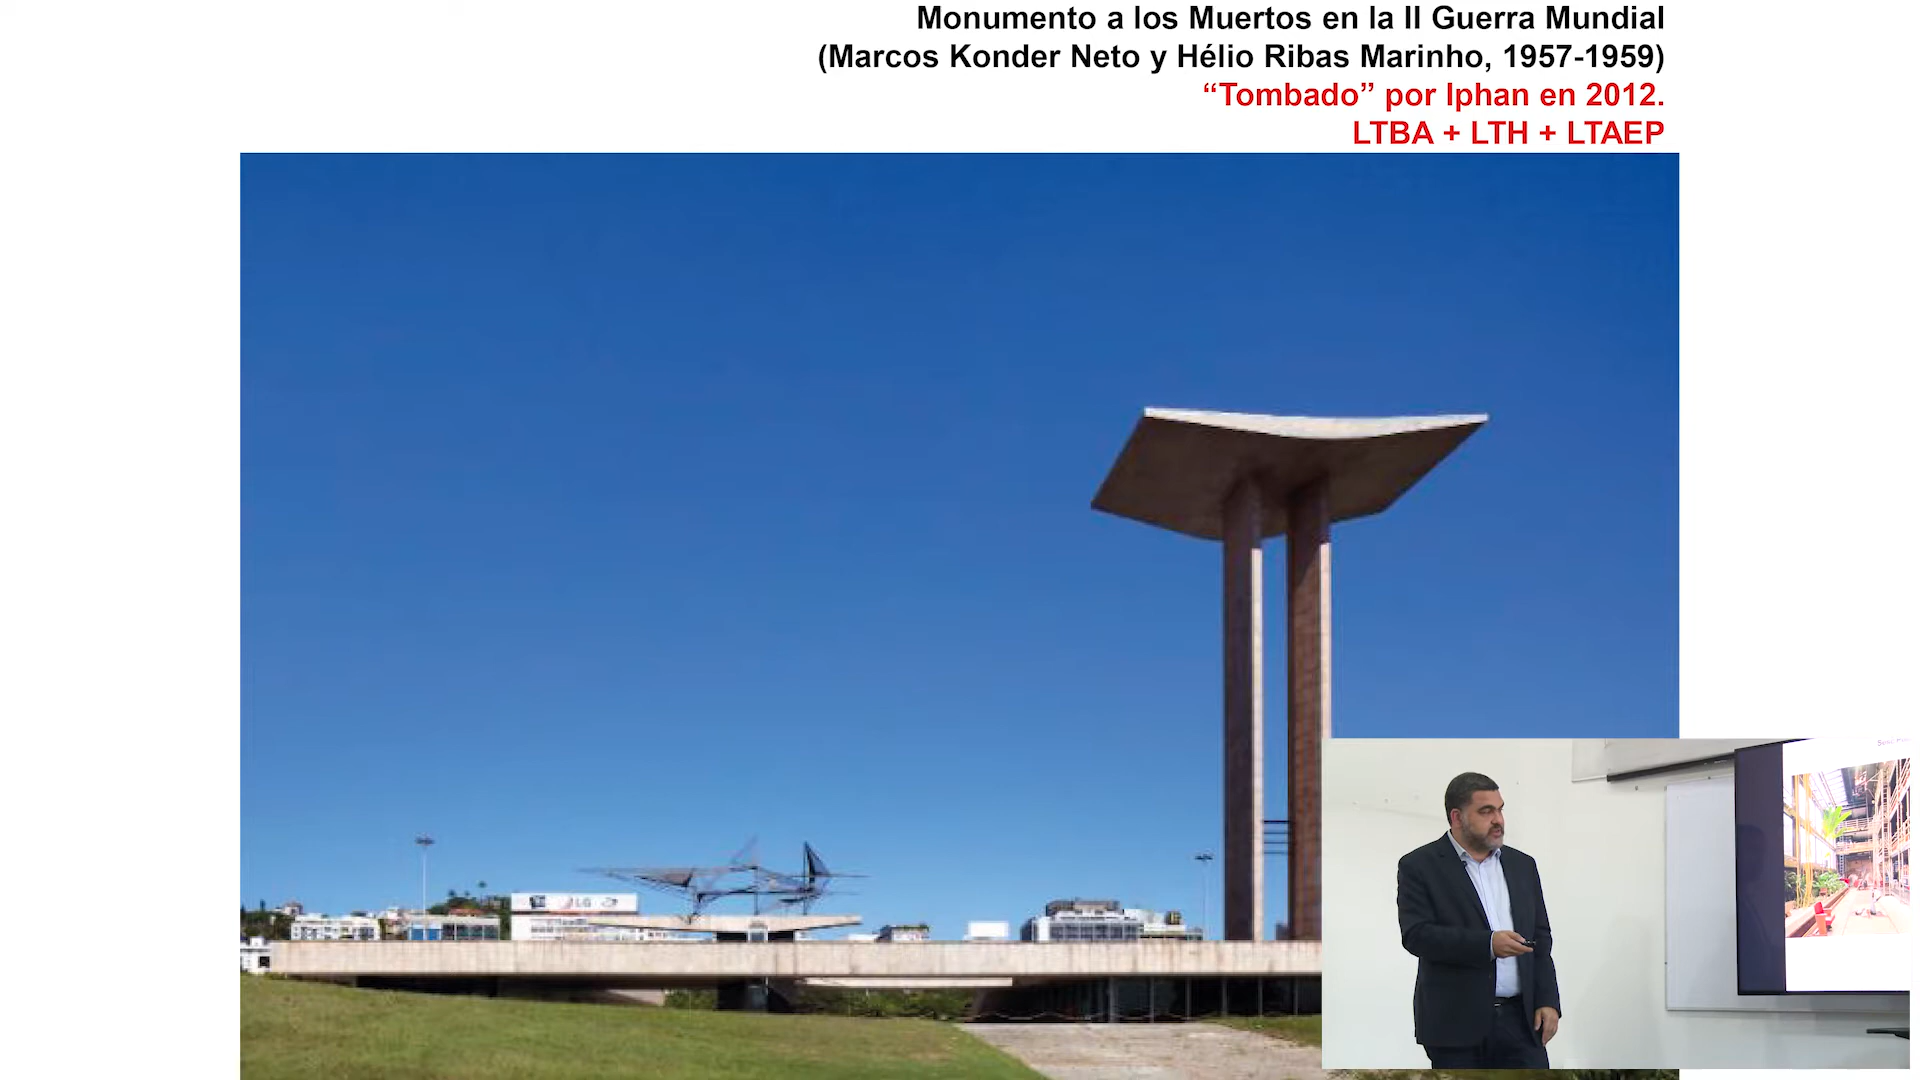 Monumento a los Muertos en la II Guerra Mundial
(Marcos Konder Neto y Hélio Ribas Marinho, 1957-1959)
“Tombado” por Iphan en 2012.
LTBA + LTH + LTAEP
LG